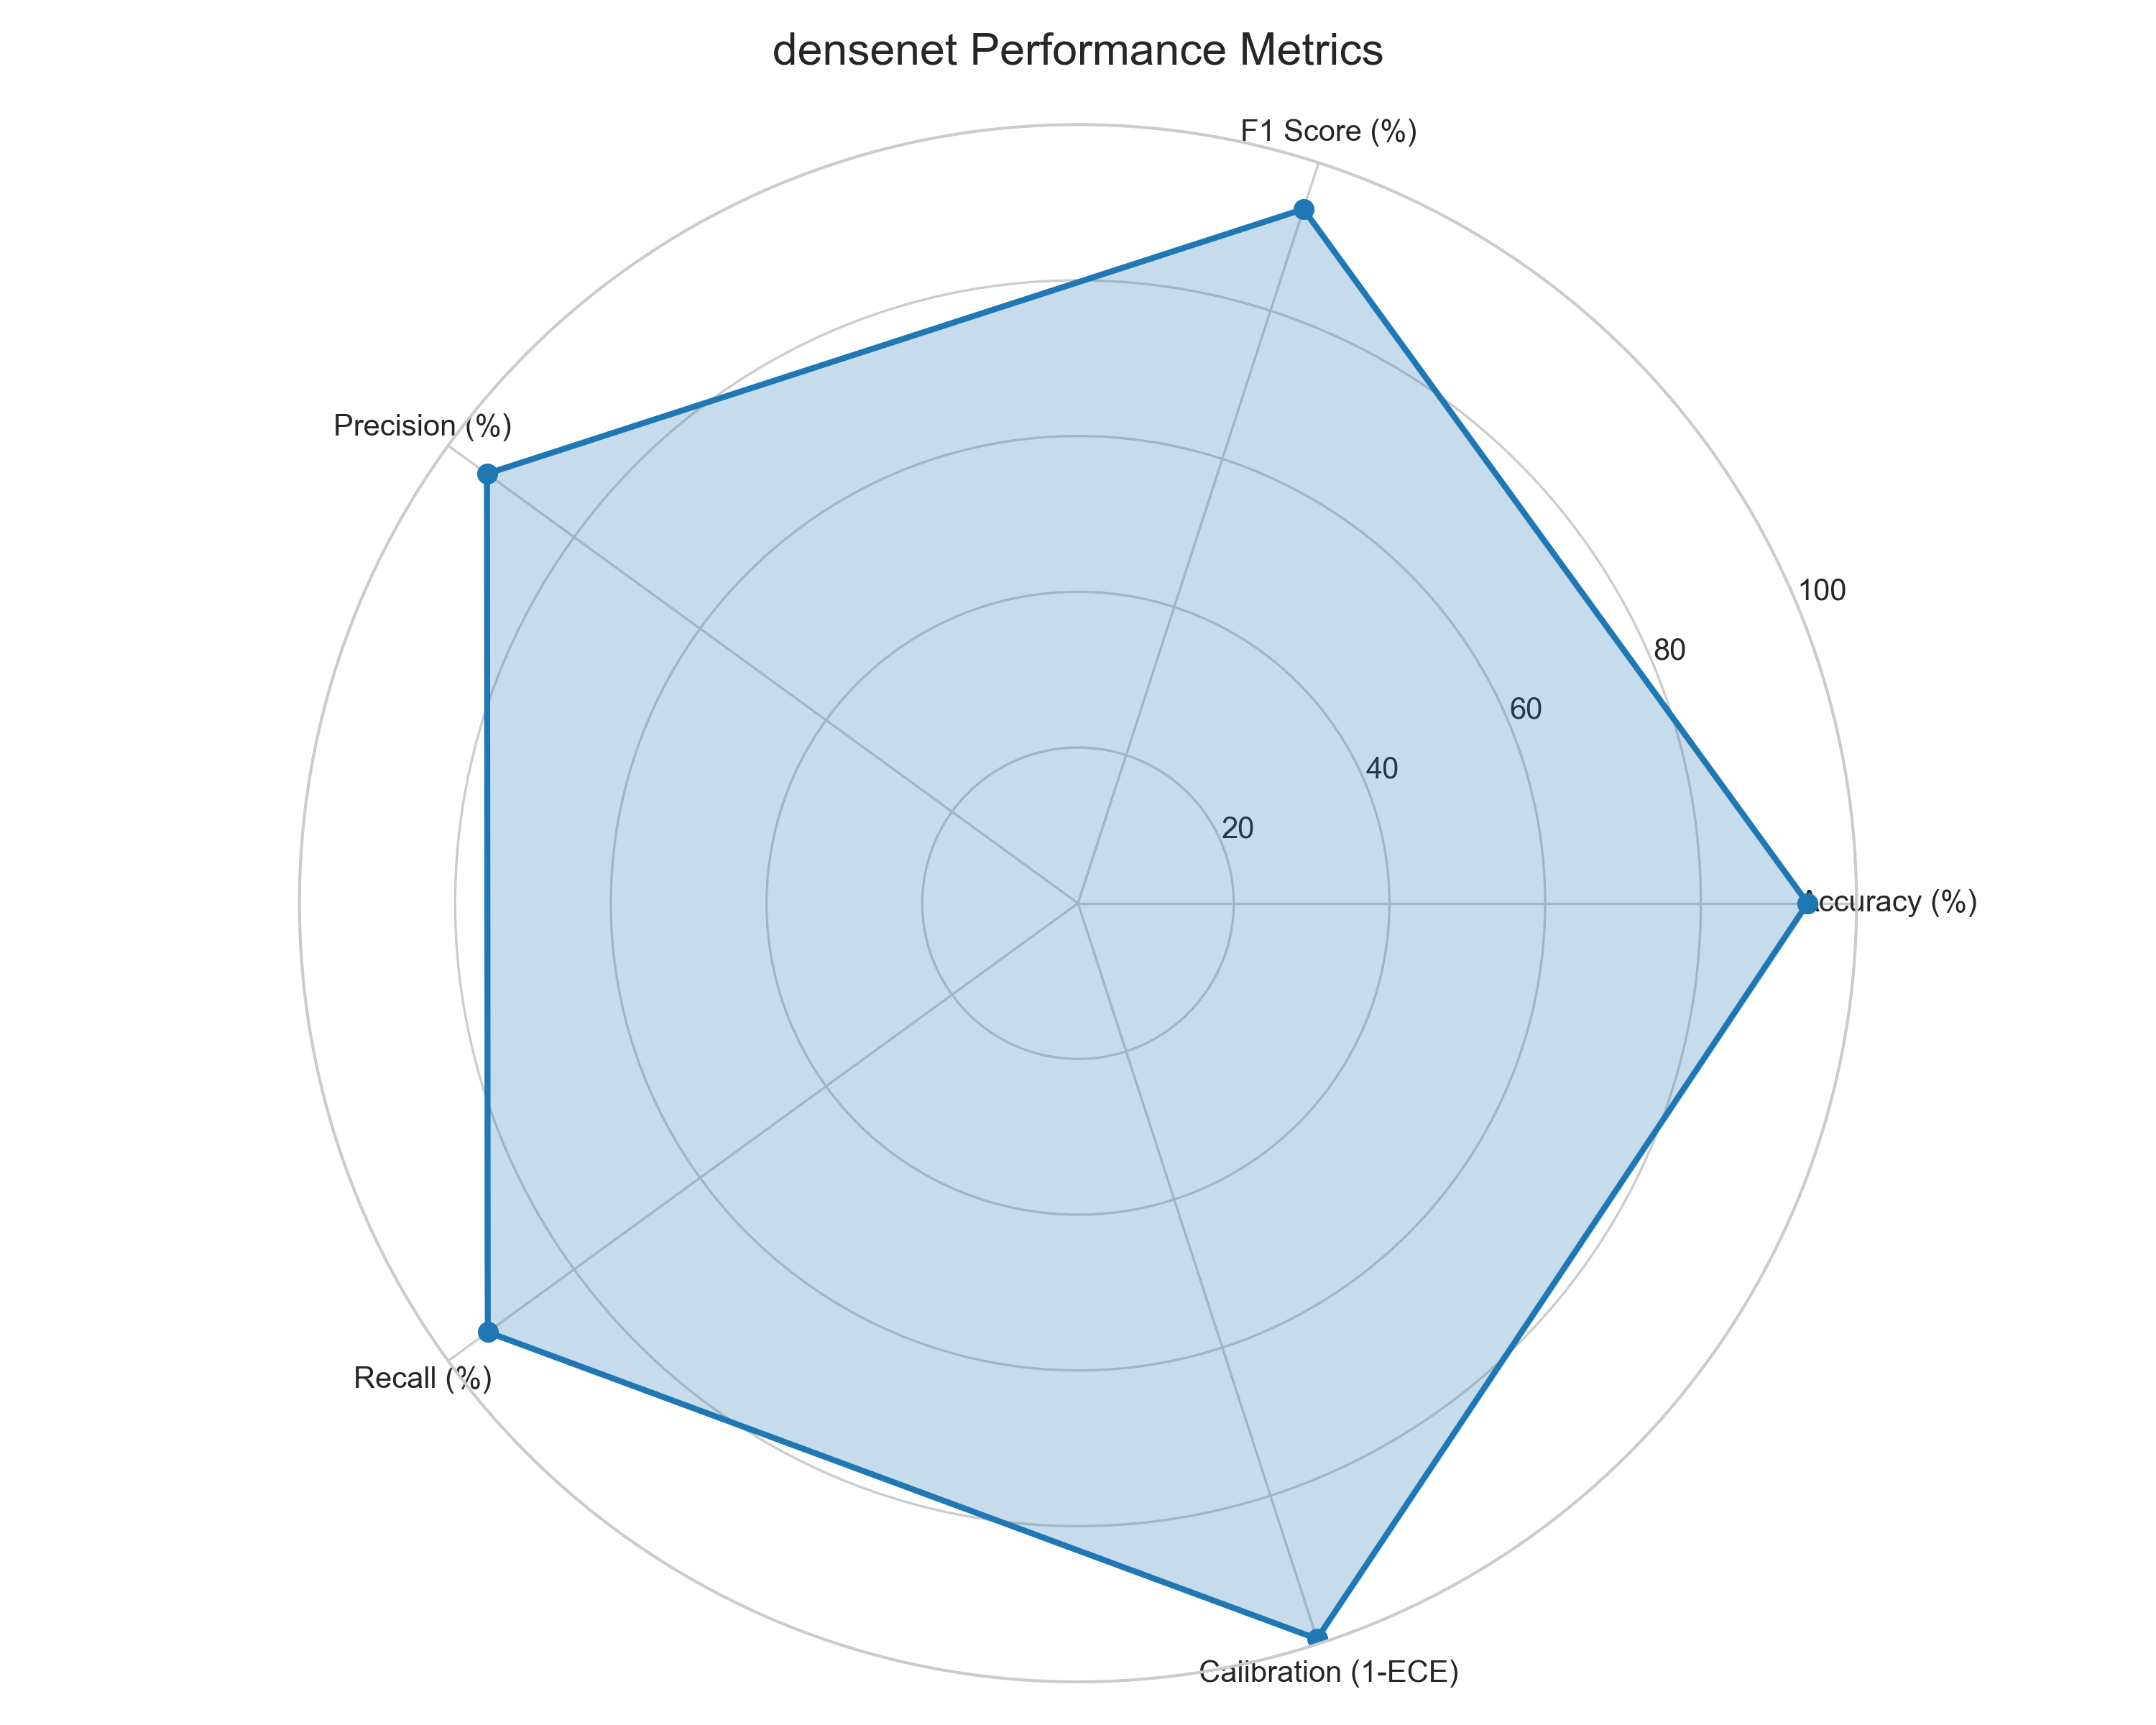 densenet Performance Metrics
F1 Score (%)
Precision (%)
100
80
60
40
20
Accuracy (%)
Recall (%)
Calibration (1-ECE)